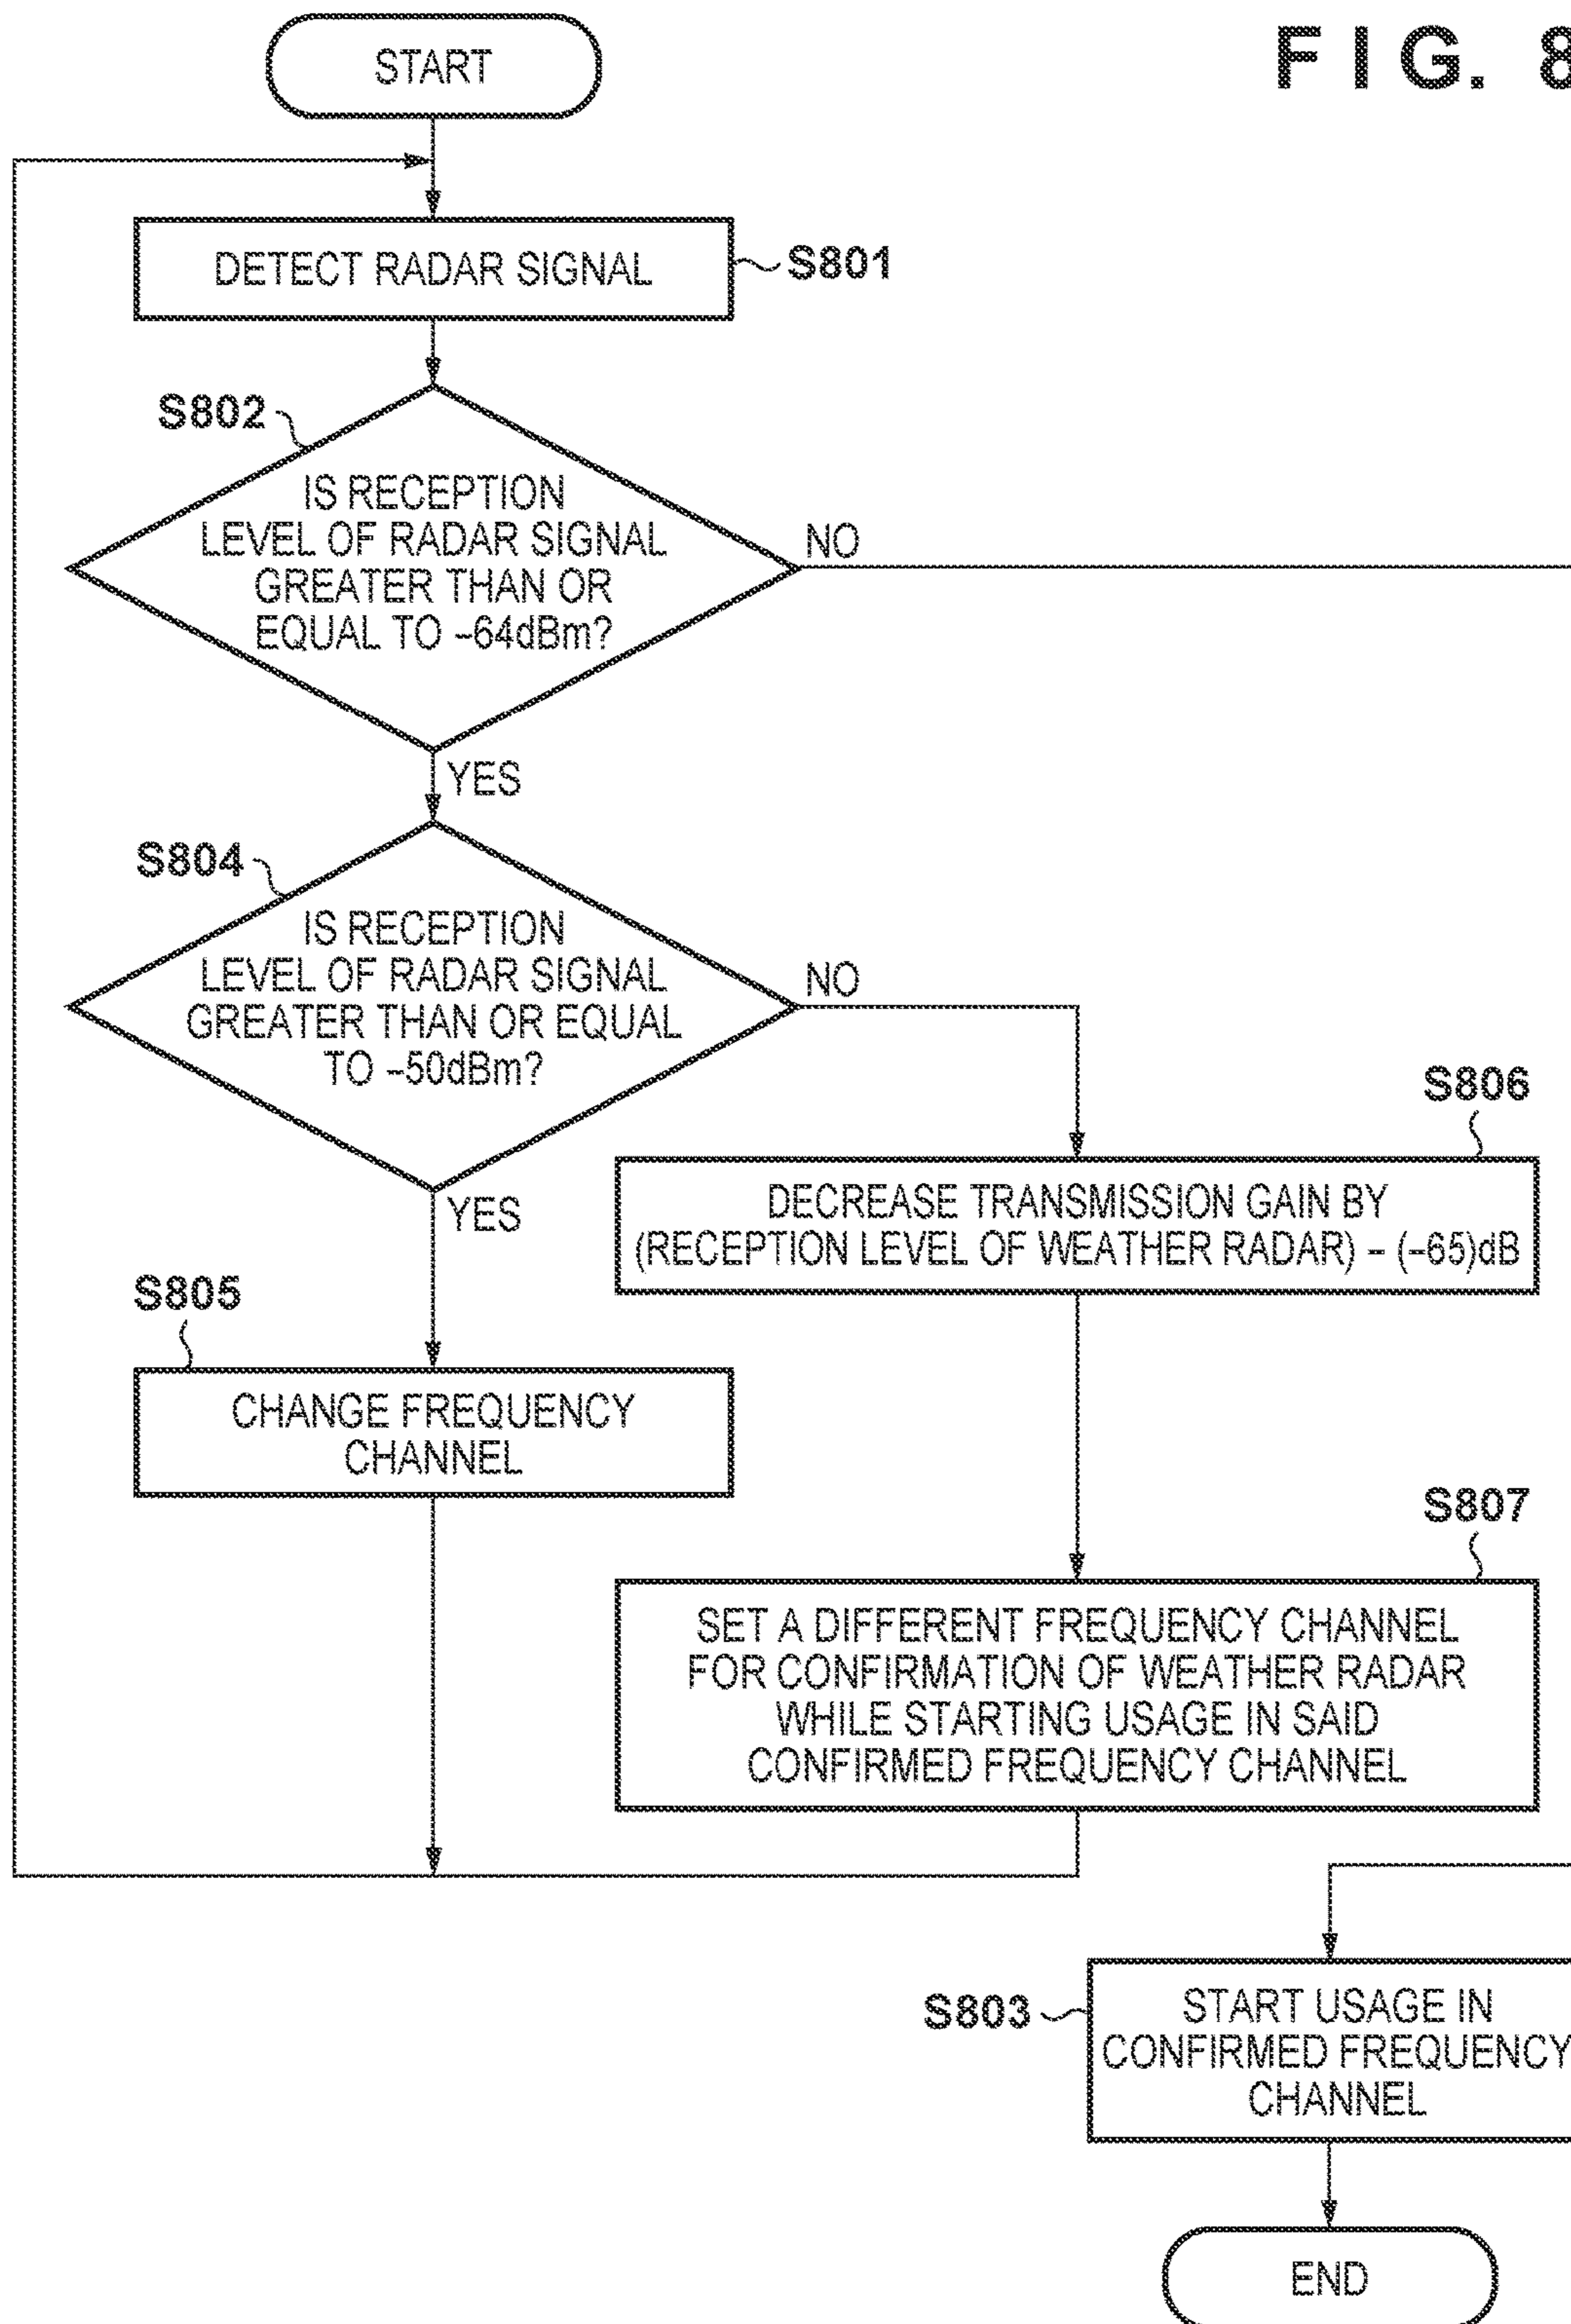 FIG. 8
START
DETECT RADAR SIGNAL
S801
S802
IS RECEPTION
LEVEL OF RADAR SIGNAL
GREATER THAN OR
EQUAL TO –64dBm?
NO
YES
S804
IS RECEPTION
LEVEL OF RADAR SIGNAL
GREATER THAN OR EQUAL
TO –50dBm?
NO
YES
S806
DECREASE TRANSMISSION GAIN BY
(RECEPTION LEVEL OF WEATHER RADAR) – (–65)dB
S805
CHANGE FREQUENCY
CHANNEL
S807
SET A DIFFERENT FREQUENCY CHANNEL
FOR CONFIRMATION OF WEATHER RADAR
WHILE STARTING USAGE IN SAID
CONFIRMED FREQUENCY CHANNEL
S803
START USAGE IN
CONFIRMED FREQUENCY
CHANNEL
END